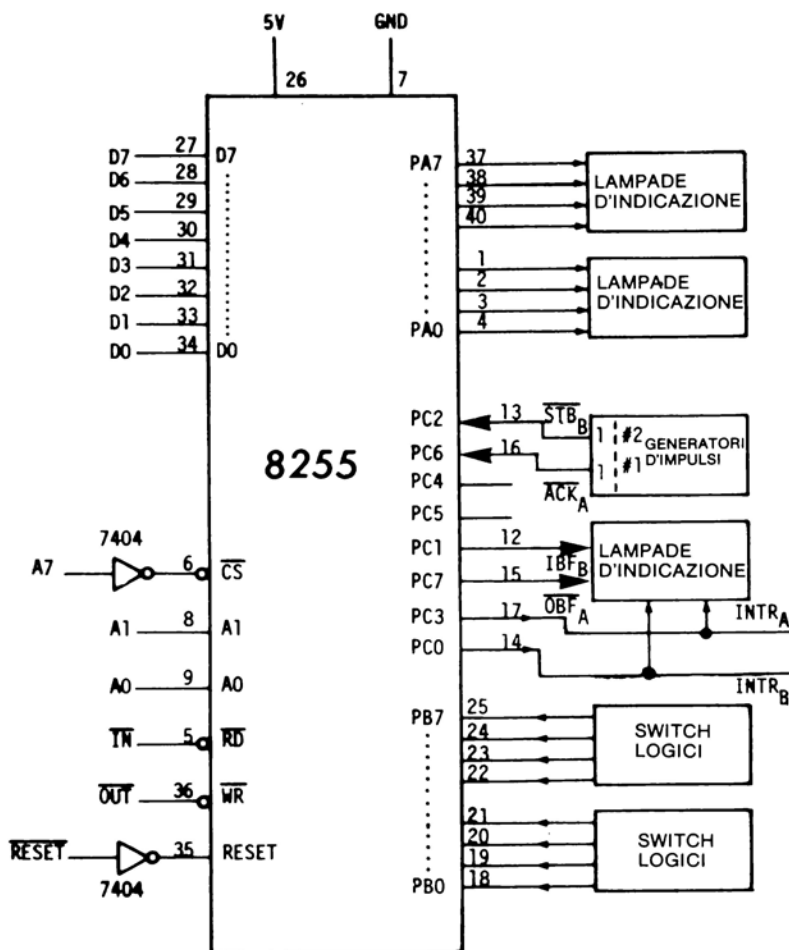 5V GND
26 7
D7 27 D7
D6 28
D5 29
D4 30
D3 31
D2 32
D1 33
D0 34 D0
8255
7404
A7 6 CS
A1 8 A1
A0 9 A0
IN 5 RD
OUT 36 WR
RESET 35 RESET
7404
PA7 37
38
39
40
LAMPADE
D'INDICAZIONE
1
2
3
PA0 4
LAMPADE
D'INDICAZIONE
PC2 13 STB B
PC6 16
PC4 ACK A
PC5
1 #2 GENERATORI
1 #1 D'IMPULSI
PC1 12 IBF B
PC7 15 OBF A
LAMPADE
D'INDICAZIONE
PC3 17 INTR A
PC0 14 INTR B
PB7 25
24
23
22
SWITCH
LOGICI
21
20
19
PB0 18
SWITCH
LOGICI